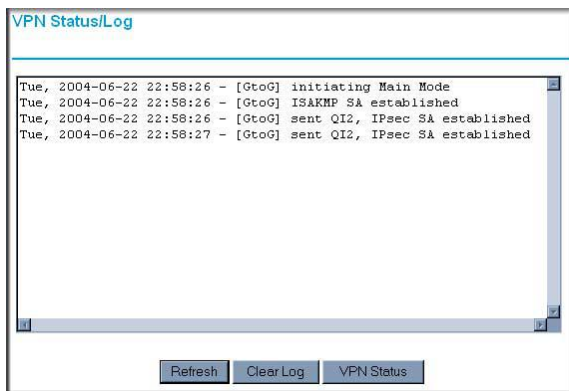 VPN Status/Log
Tue, 2004-06-22 22:58:26 - [GtoG] initiating Main Mode
Tue, 2004-06-22 22:58:26 - [GtoG] ISAKMP SA established
Tue, 2004-06-22 22:58:26 - [GtoG] sent QI2, IPsec SA established
Tue, 2004-06-22 22:58:27 - [GtoG] sent QI2, IPsec SA established
Refresh Clear Log VPN Status